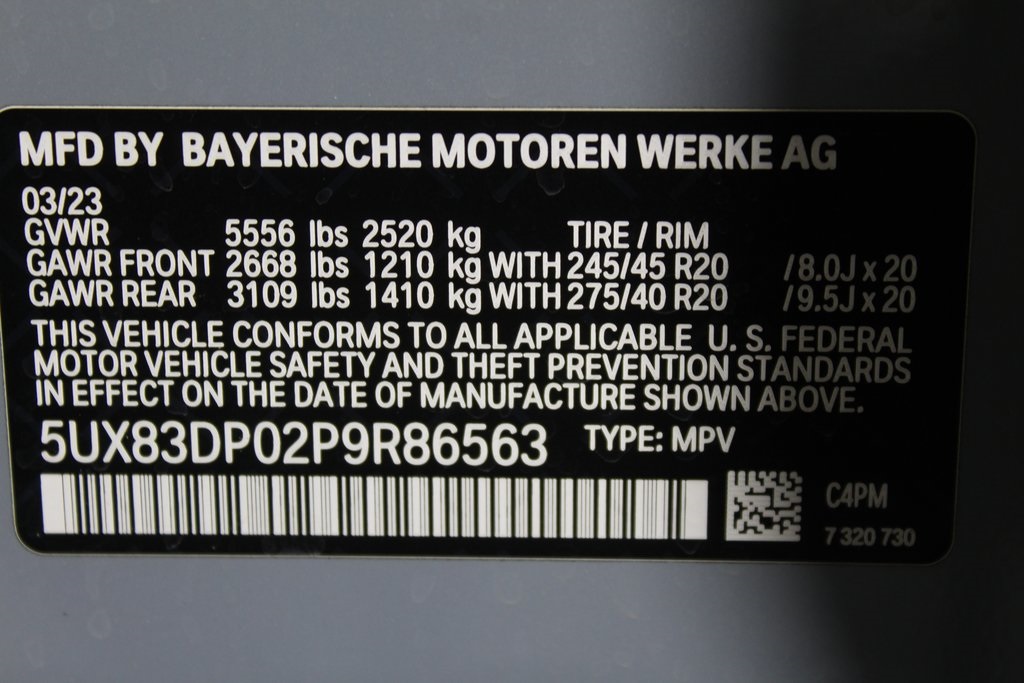 MFD BY BAYERISCHE MOTOREN WERKE AG
03/23
GVWR 5556 lbs 2520 kg TIRE / RIM
GAWR FRONT 2668 lbs 1210 kg WITH 245/45 R20 /8.0J x 20
GAWR REAR 3109 lbs 1410 kg WITH 275/40 R20 /9.5J x 20
THIS VEHICLE CONFORMS TO ALL APPLICABLE U. S. FEDERAL
MOTOR VEHICLE SAFETY AND THEFT PREVENTION STANDARDS
IN EFFECT ON THE DATE OF MANUFACTURE SHOWN ABOVE.
5UX83DP02P9R86563 TYPE: MPV
C4PM
7 320 730